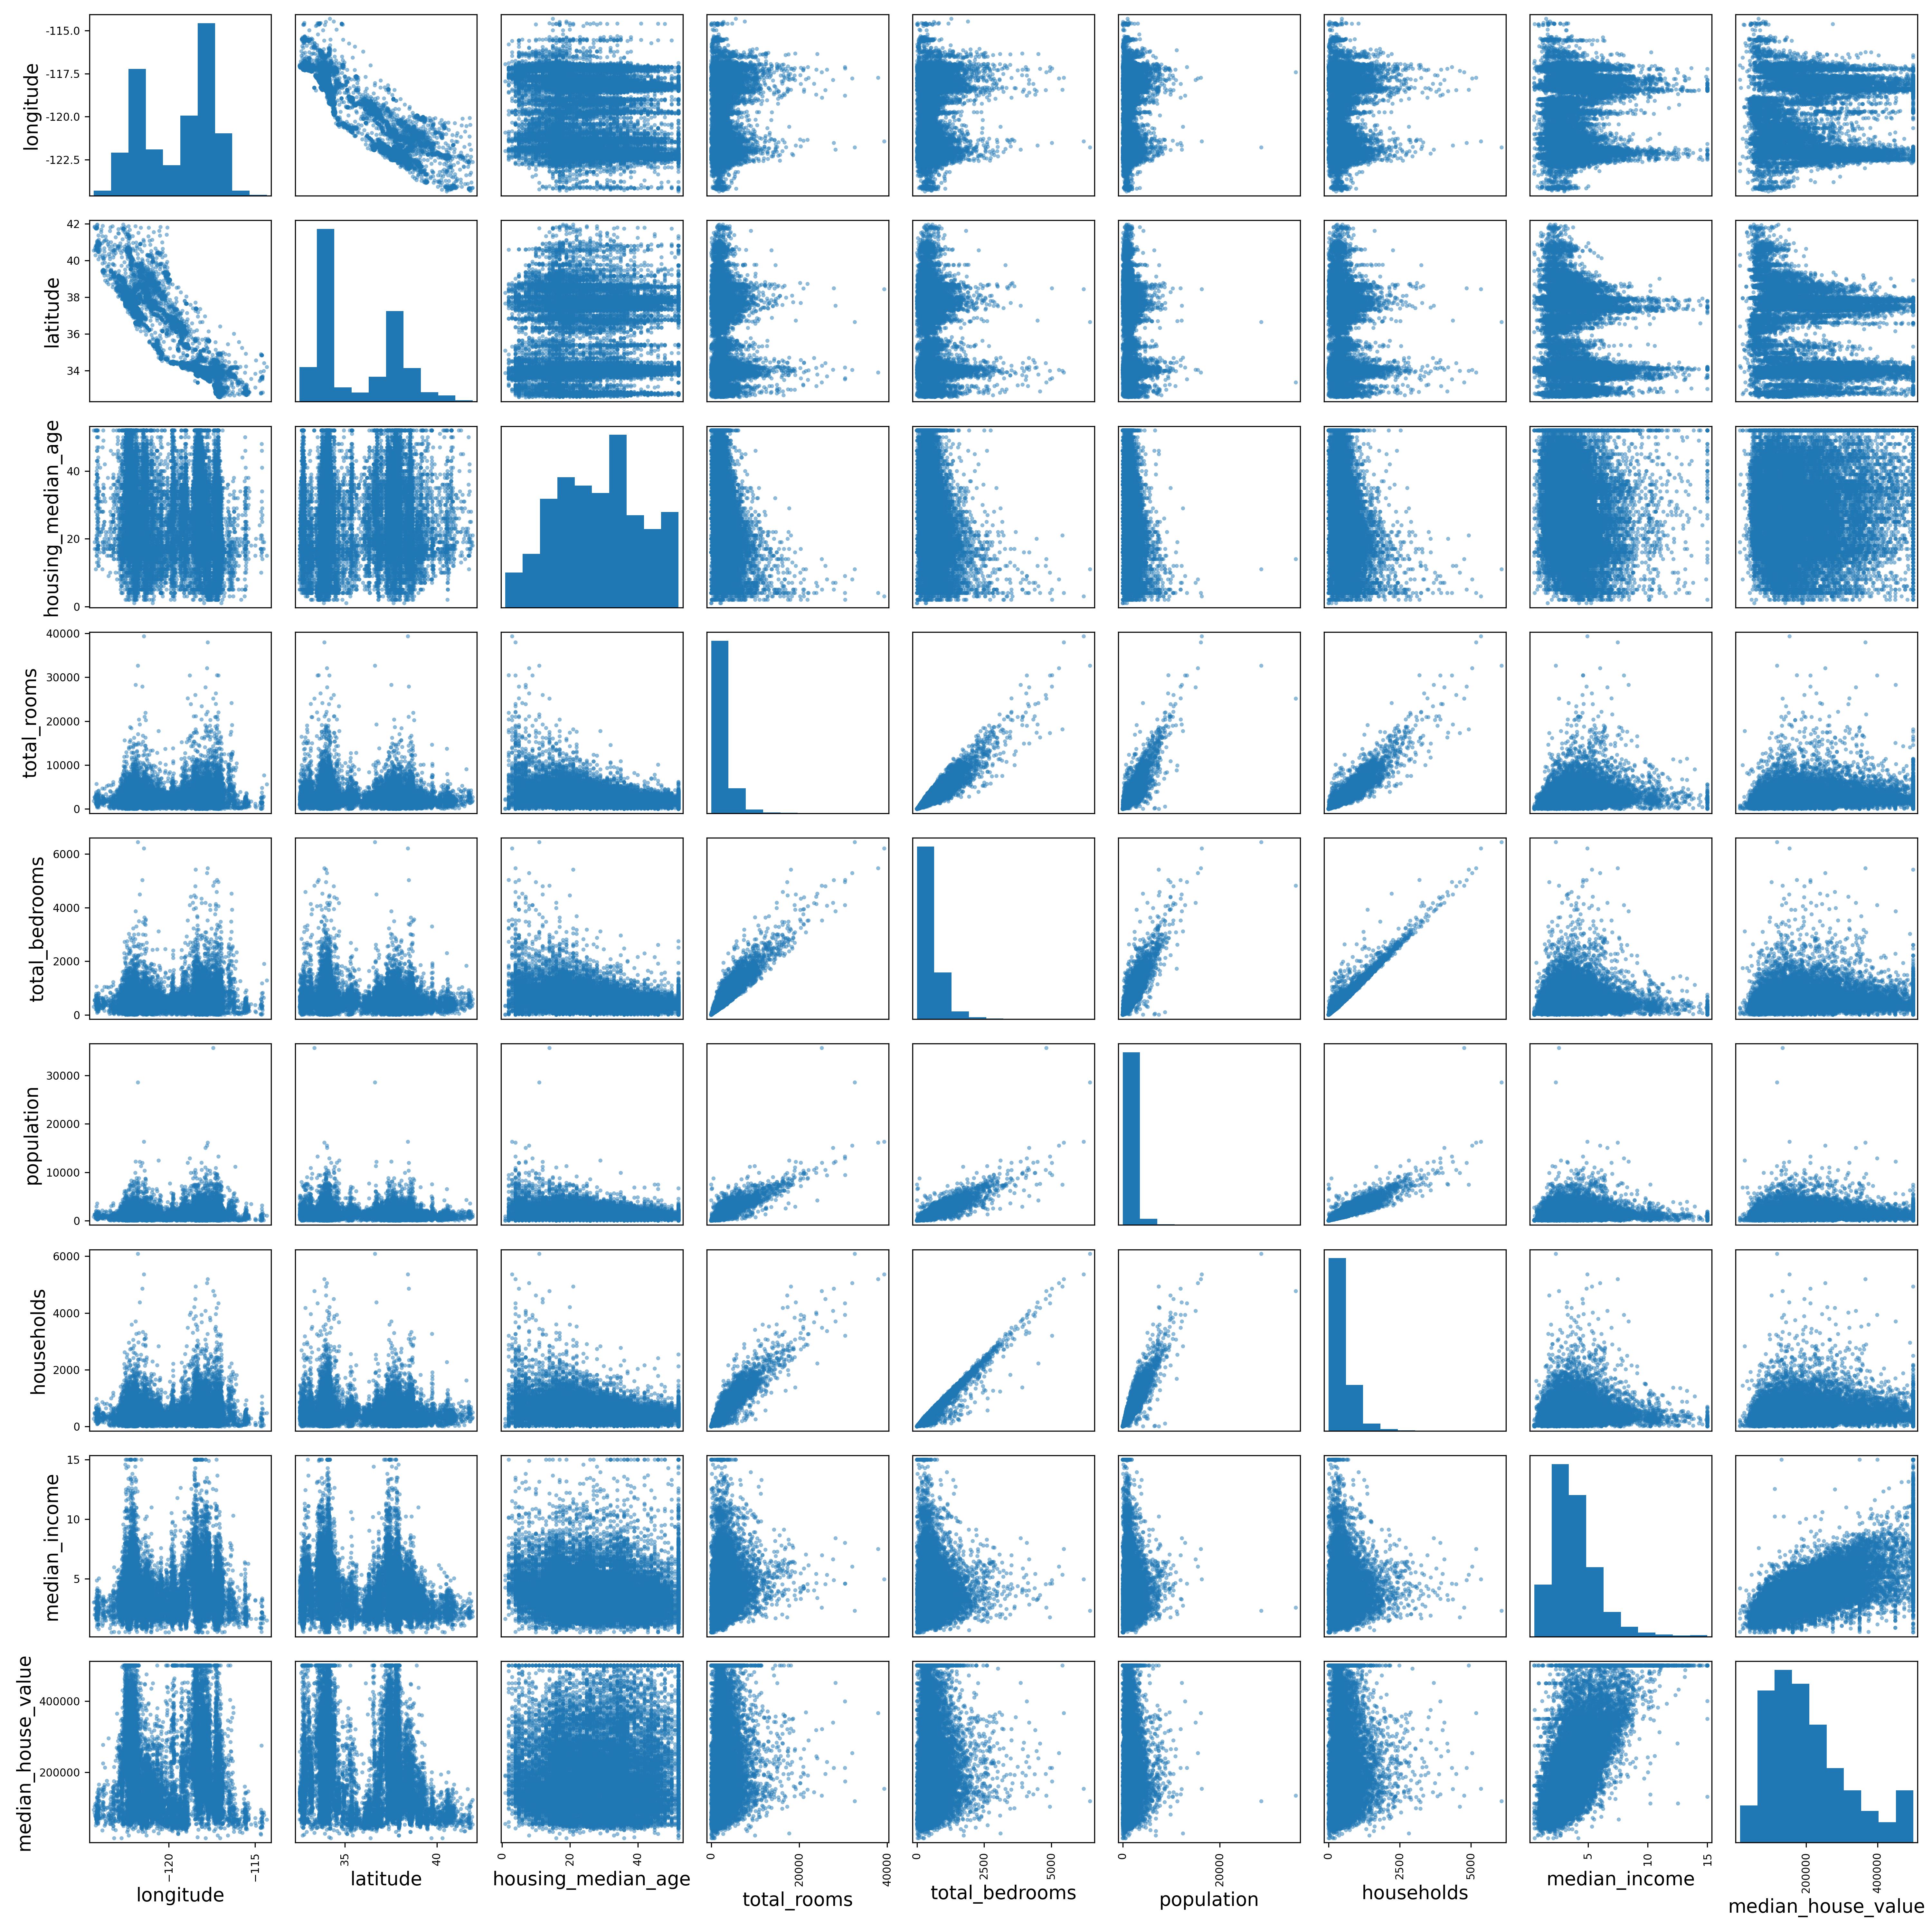 longitude
-115.0
-117.5
-120.0
-122.5
latitude
42
40
38
36
34
housing_median_age
40
20
0
total_rooms
40000
30000
20000
10000
0
total_bedrooms
6000
4000
2000
0
population
30000
20000
10000
0
households
6000
4000
2000
0
median_income
15
10
5
median_house_value
400000
200000
−120 −115
longitude
35 40
latitude
0 20 40
housing_median_age
0 20000 40000
total_rooms
0 2500 5000
total_bedrooms
0 20000
population
0 2500 5000
households
5 10 15
median_income
200000 400000
median_house_value